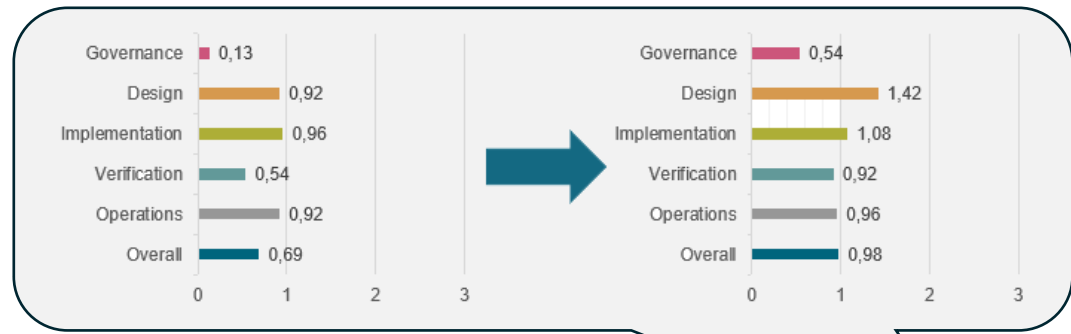 Governance 0,13
Design 0,92
Implementation 0,96
Verification 0,54
Operations 0,92
Overall 0,69
0 1 2 3
Governance 0,54
Design 1,42
Implementation 1,08
Verification 0,92
Operations 0,96
Overall 0,98
0 1 2 3